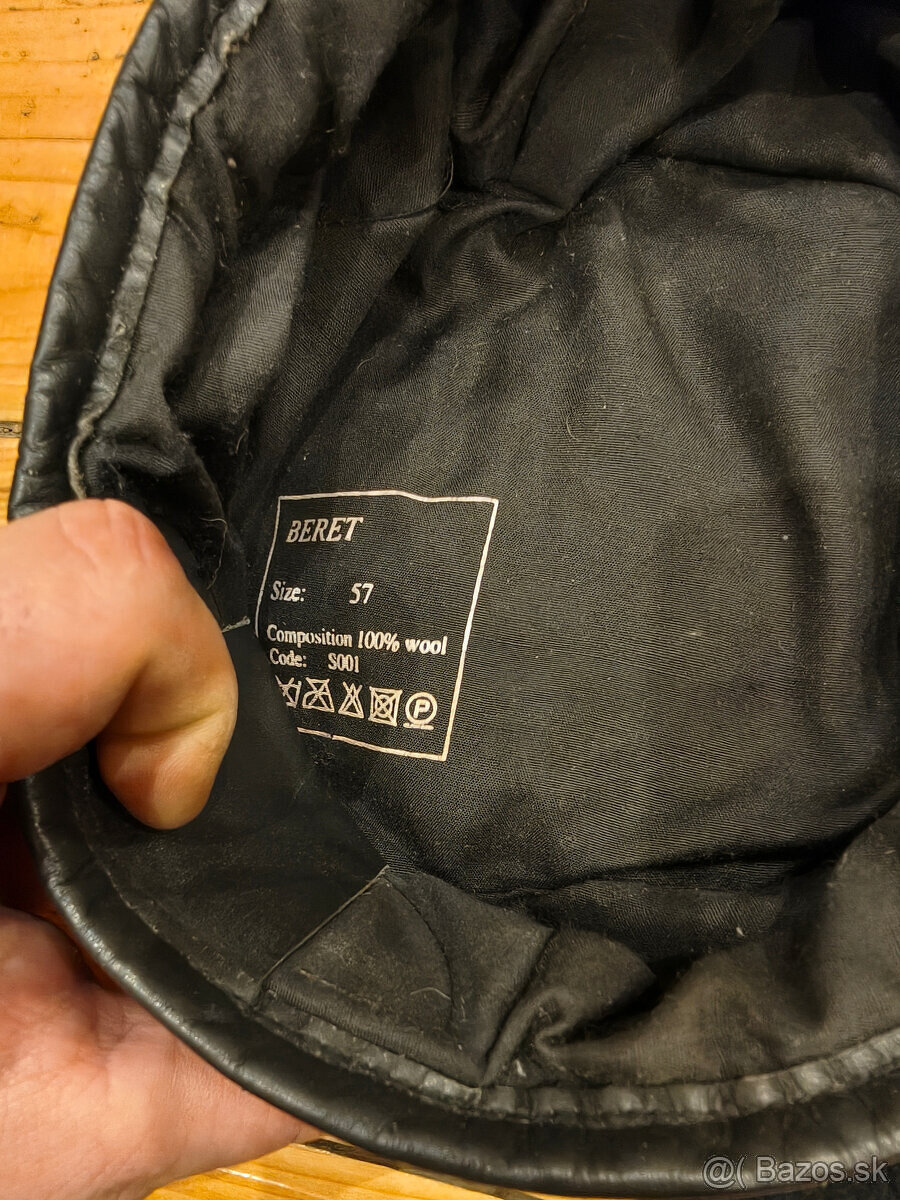 BERET
Size: 57
Composition 100% wool
Code: S001
P
@( Bazos.sk